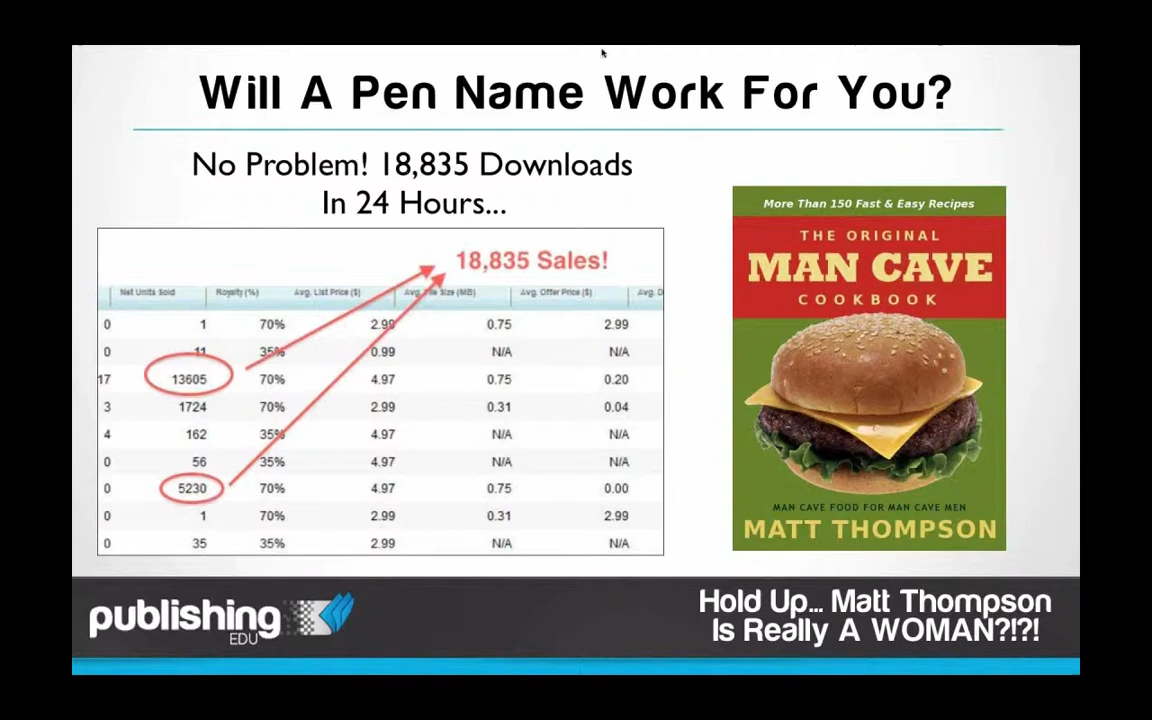 Will A Pen Name Work For You?
No Problem! 18,835 Downloads
In 24 Hours...
18,835 Sales!
Net Units Sold Royalty (%) Avg. List Price ($) Avg. File Size (MB) Avg. Offer Price ($) Avg. D
0 1 70% 2.99 0.75 2.99
0 11 35% 0.99 N/A N/A
17 13605 70% 4.97 0.75 0.20
3 1724 70% 2.99 0.31 0.04
4 162 35% 4.97 N/A N/A
0 56 35% 4.97 N/A N/A
0 5230 70% 4.97 0.75 0.00
0 1 70% 2.99 0.31 2.99
0 35 35% 2.99 N/A N/A
More Than 150 Fast & Easy Recipes
THE ORIGINAL
MAN CAVE
COOKBOOK
MAN CAVE FOOD FOR MAN CAVE MEN
MATT THOMPSON
publishing
EDU
Hold Up... Matt Thompson
Is Really A WOMAN?!?!